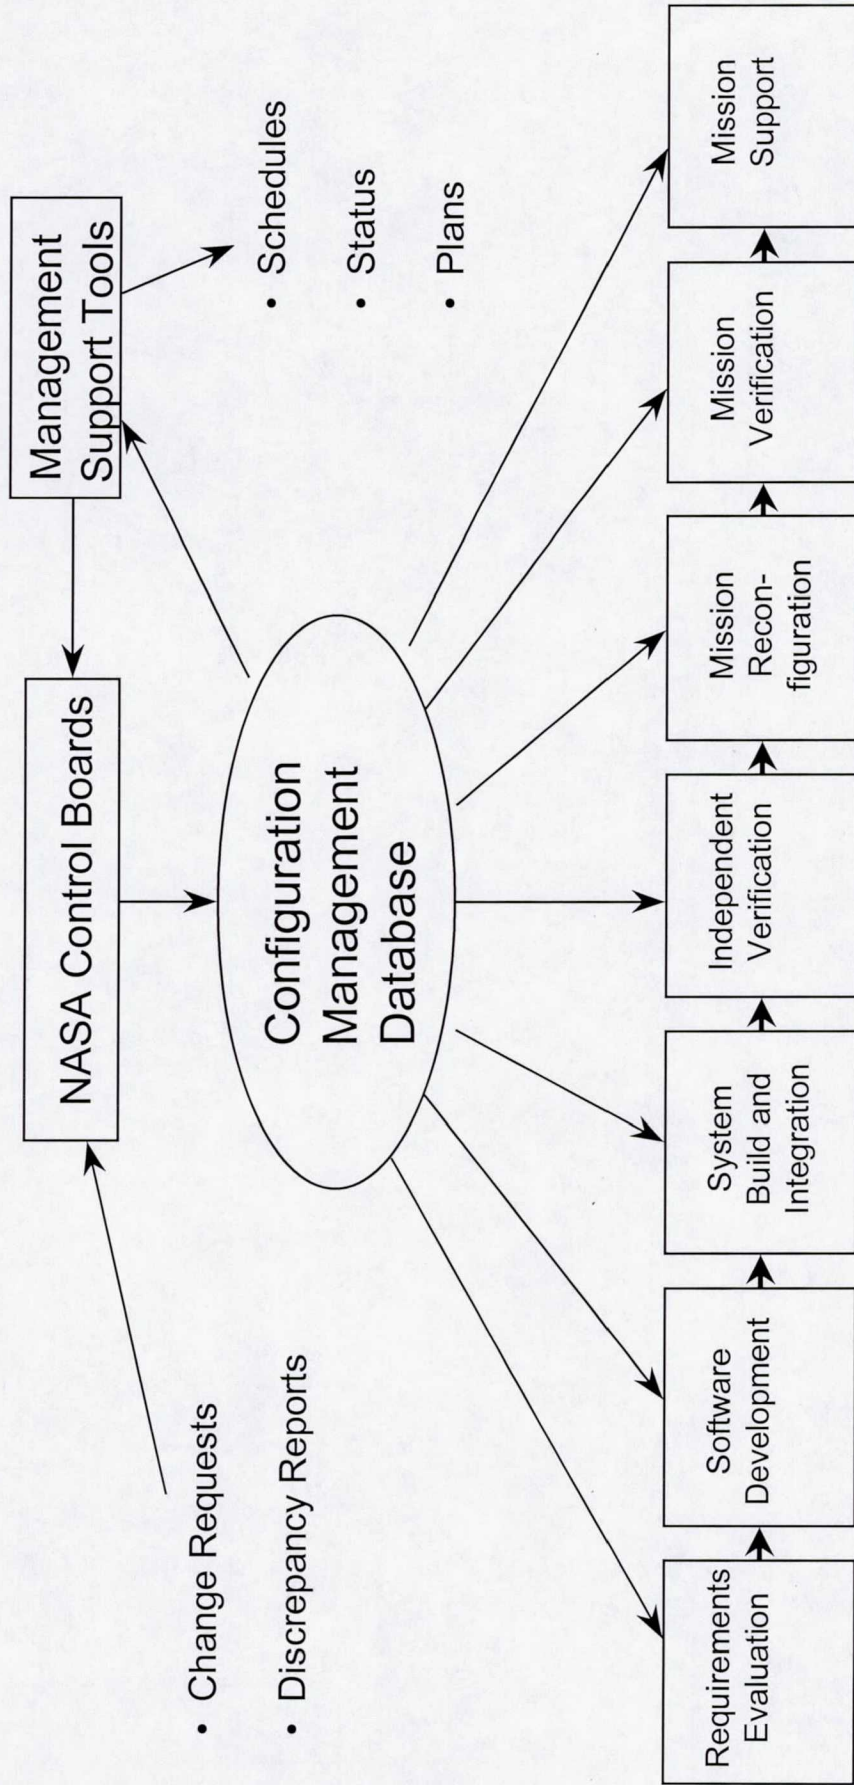 NASA Control Boards
Management
Support Tools
• Change Requests
• Discrepancy Reports
Configuration
Management
Database
• Schedules
• Status
• Plans
Requirements
Evaluation
Software
Development
System
Build and
Integration
Independent
Verification
Mission
Recon-
figuration
Mission
Verification
Mission
Support